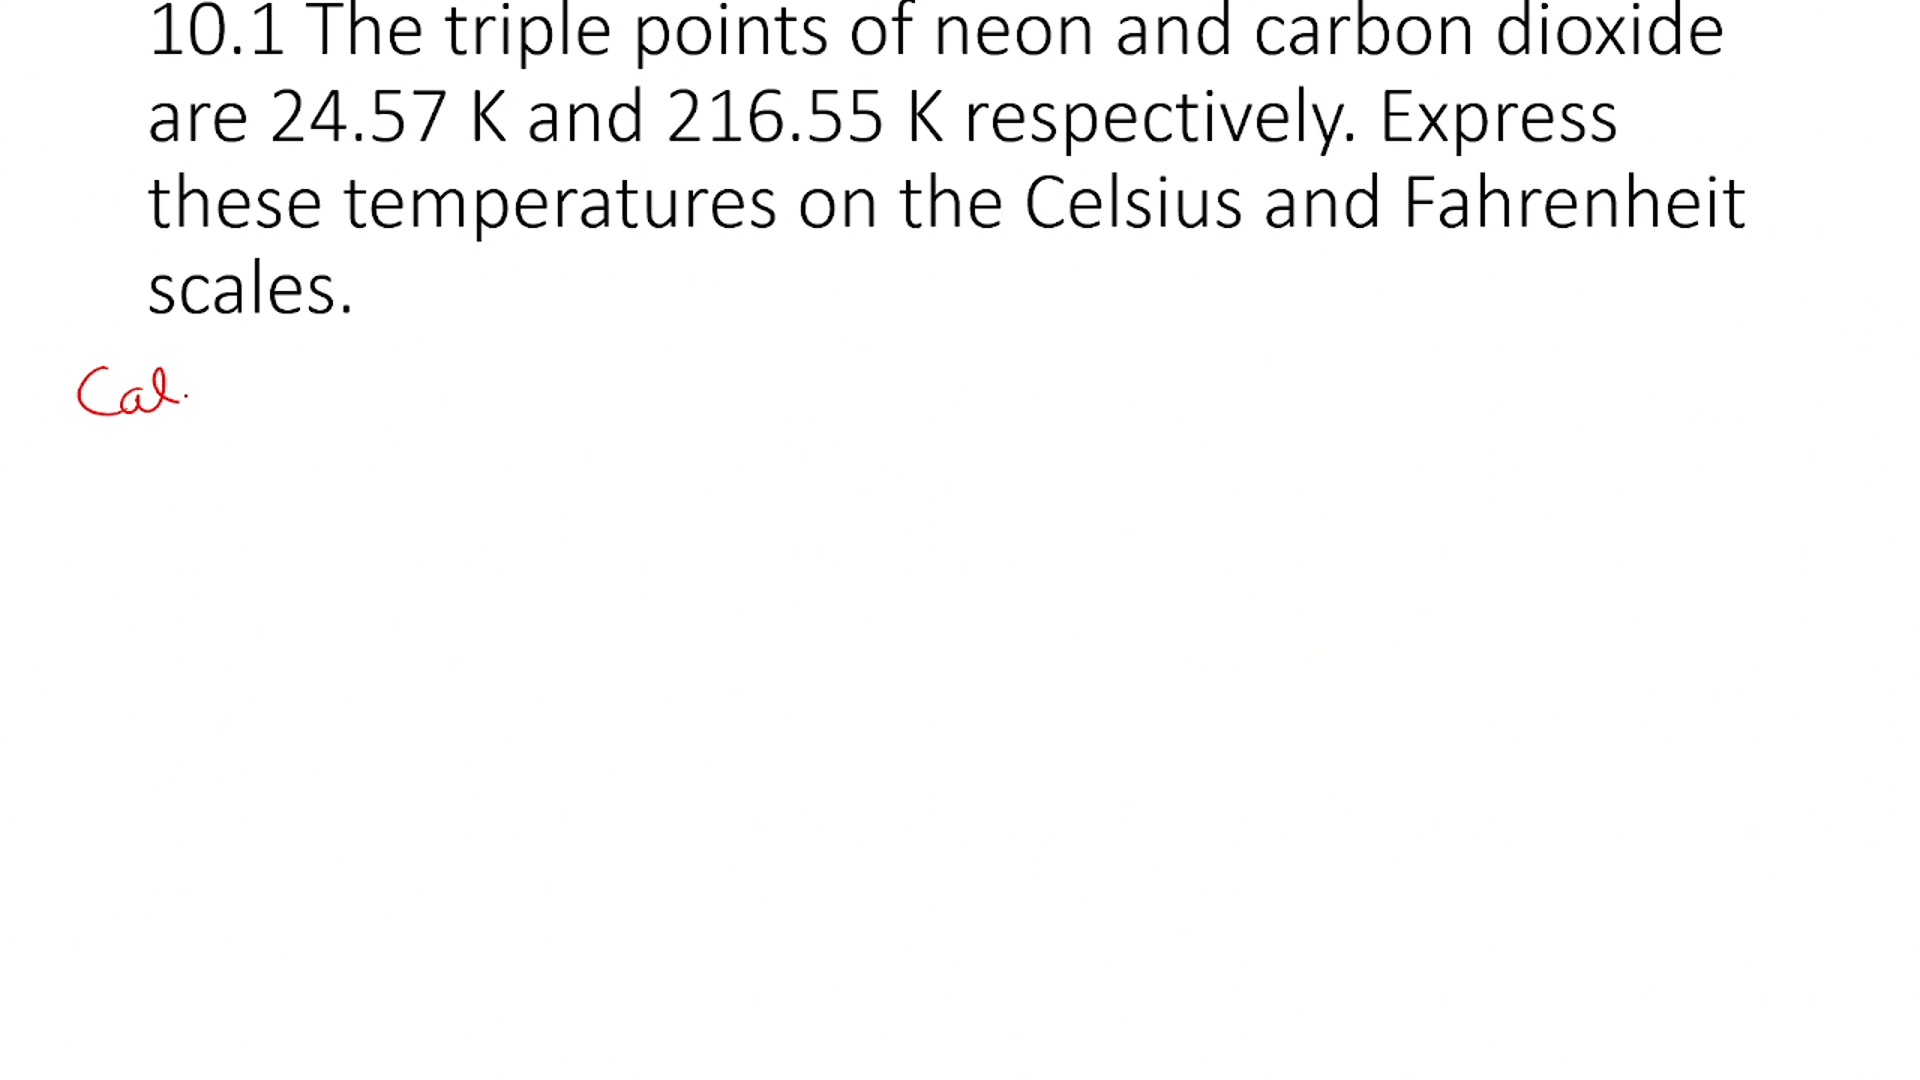 10.1 The triple points of neon and carbon dioxide
are 24.57 K and 216.55 K respectively. Express
these temperatures on the Celsius and Fahrenheit
scales.
Cal.